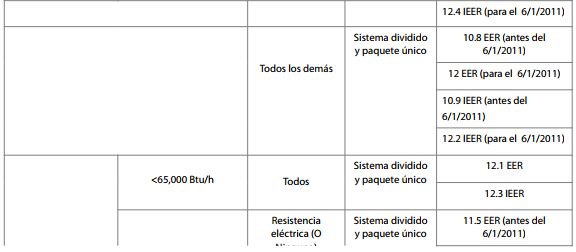 12.4 IEER (para el 6/1/2011)
Todos los demás
Sistema dividido
y paquete único
10.8 EER (antes del
6/1/2011)
12 EER (para el 6/1/2011)
10.9 IEER (antes del
6/1/2011)
12.2 IEER (para el 6/1/2011)
<65,000 Btu/h
Todos
Sistema dividido
y paquete único
12.1 EER
12.3 IEER
Resistencia
eléctrica (O
Sistema dividido
y paquete único
11.5 EER (antes del
6/1/2011)